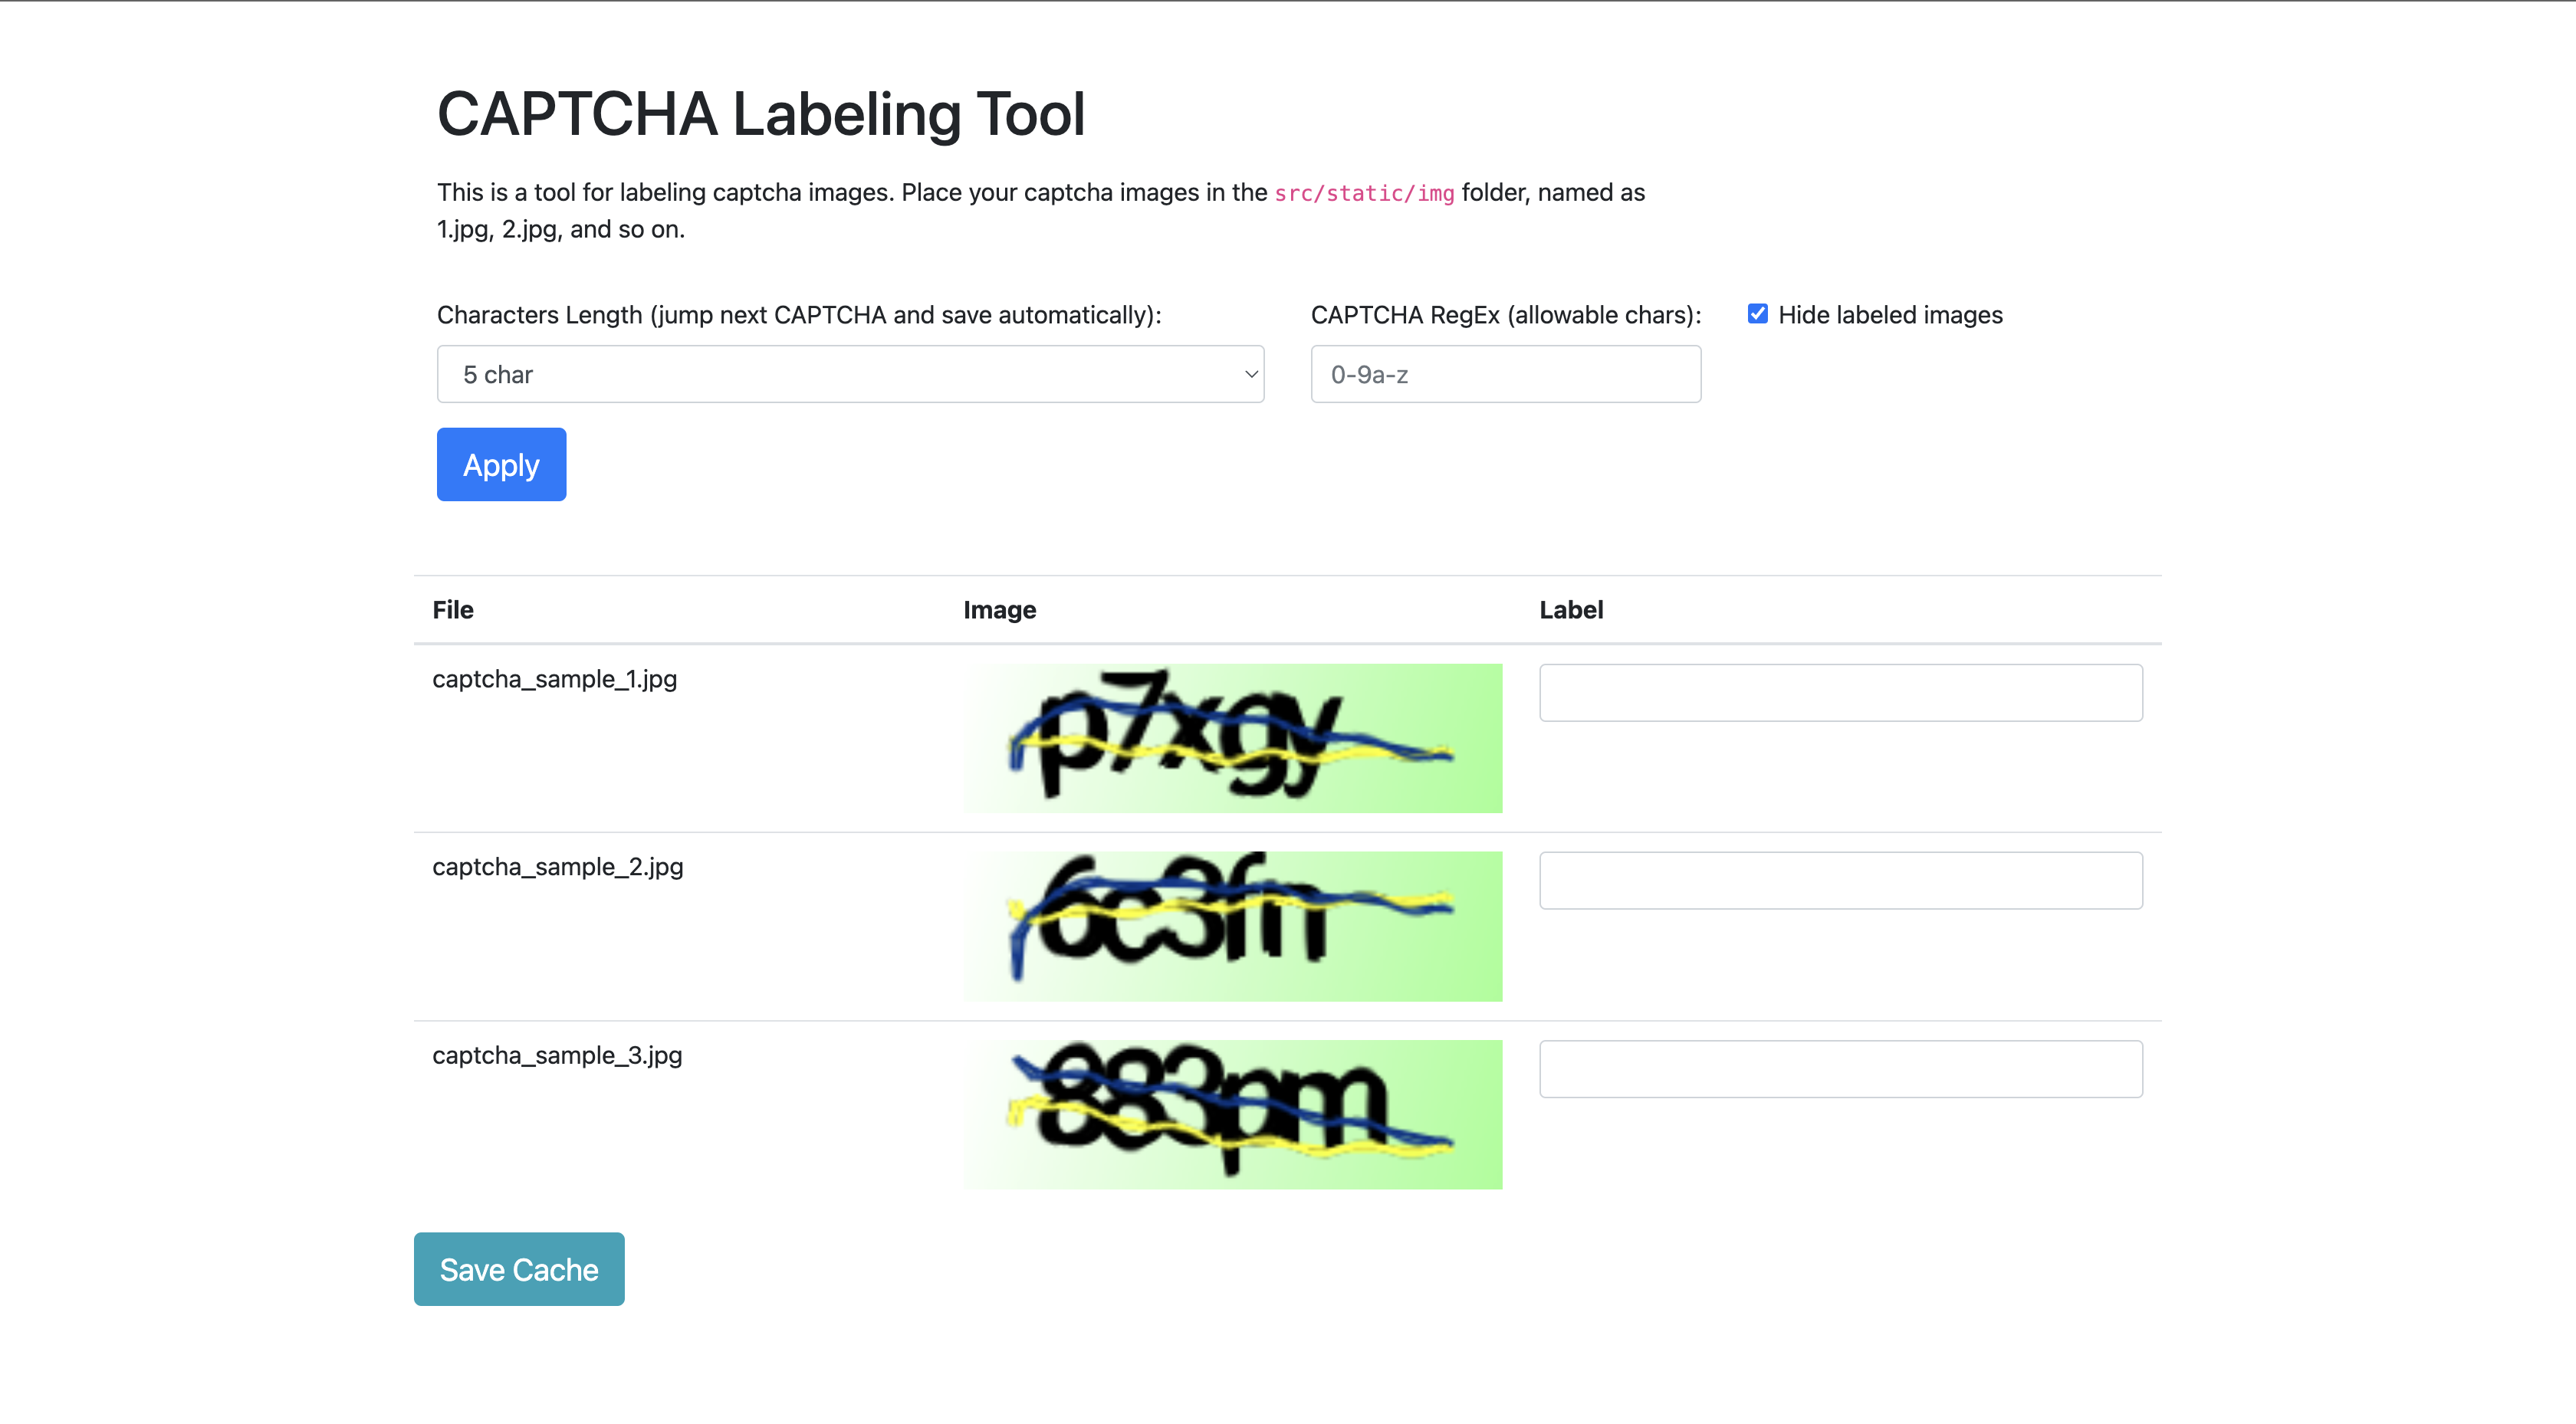 CAPTCHA Labeling Tool
This is a tool for labeling captcha images. Place your captcha images in the src/static/img folder, named as
1.jpg, 2.jpg, and so on.
Characters Length (jump next CAPTCHA and save automatically): CAPTCHA RegEx (allowable chars): Hide labeled images
5 char 0-9a-z
Apply
File Image Label
captcha_sample_1.jpg p7xgy
captcha_sample_2.jpg
captcha_sample_3.jpg 883pm
Save Cache